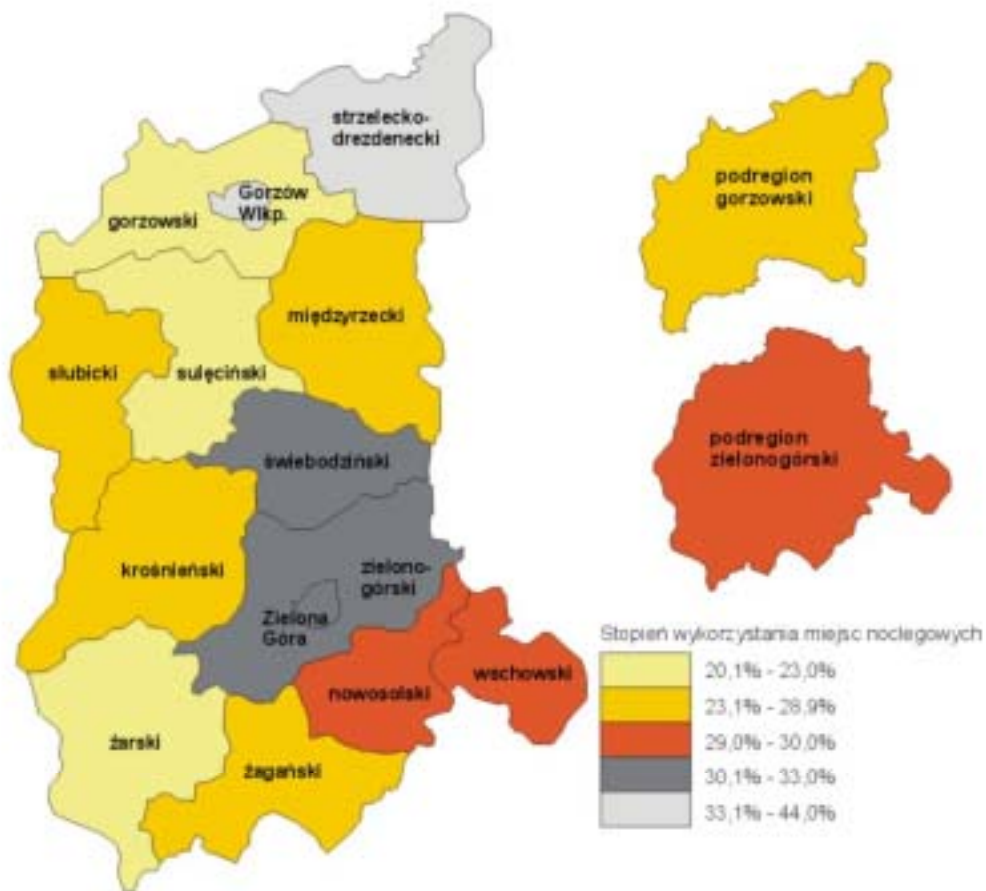 strzelecko-
drezdenecki
Gorzów
Wlkp.
gorzowski
podregion
gorzowski
międzyrzecki
słubicki
sulęciński
podregion
zielonogórski
świebodziński
krośnieński
zielono-
górski
Zielona
Góra
Stopień wykorzystania miejsc noclegowych
20,1% - 23,0%
23,1% - 28,9%
29,0% - 30,0%
30,1% - 33,0%
33,1% - 44,0%
wschowski
nowosolski
żarski
żagański